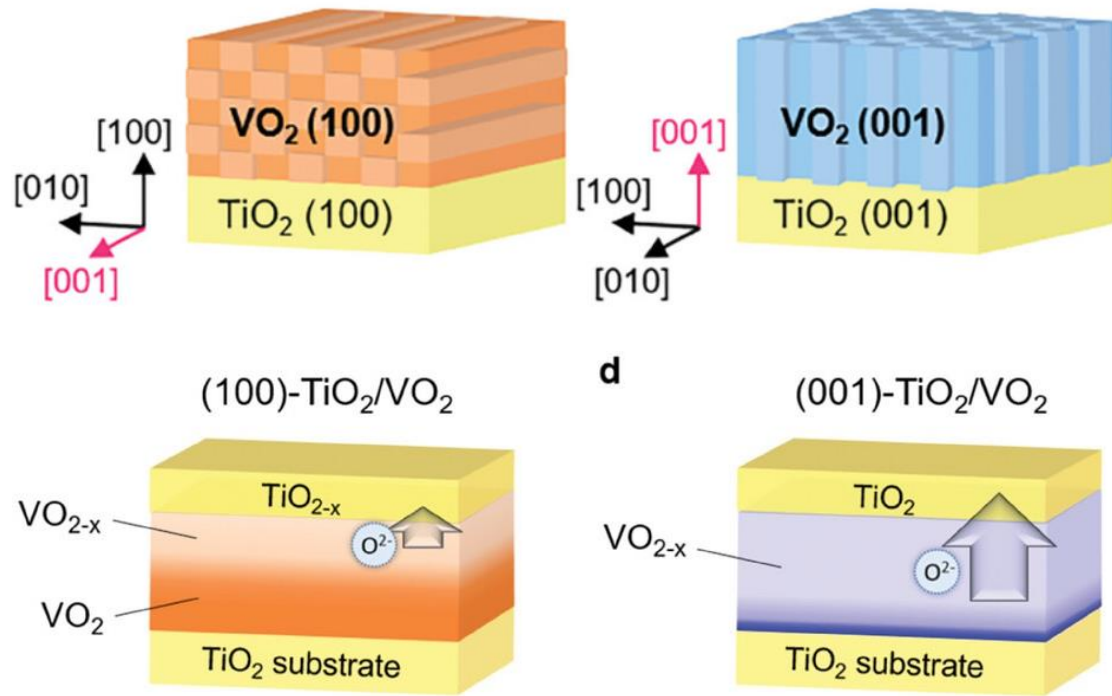 VO₂ (100)
[100]
[010]
[001]
TiO₂ (100)
VO₂ (001)
[001]
[100]
[010]
TiO₂ (001)
(100)-TiO₂/VO₂
TiO₂₋ₓ
VO₂₋ₓ
O²⁻
VO₂
TiO₂ substrate
d
(001)-TiO₂/VO₂
TiO₂
VO₂₋ₓ
O²⁻
TiO₂ substrate